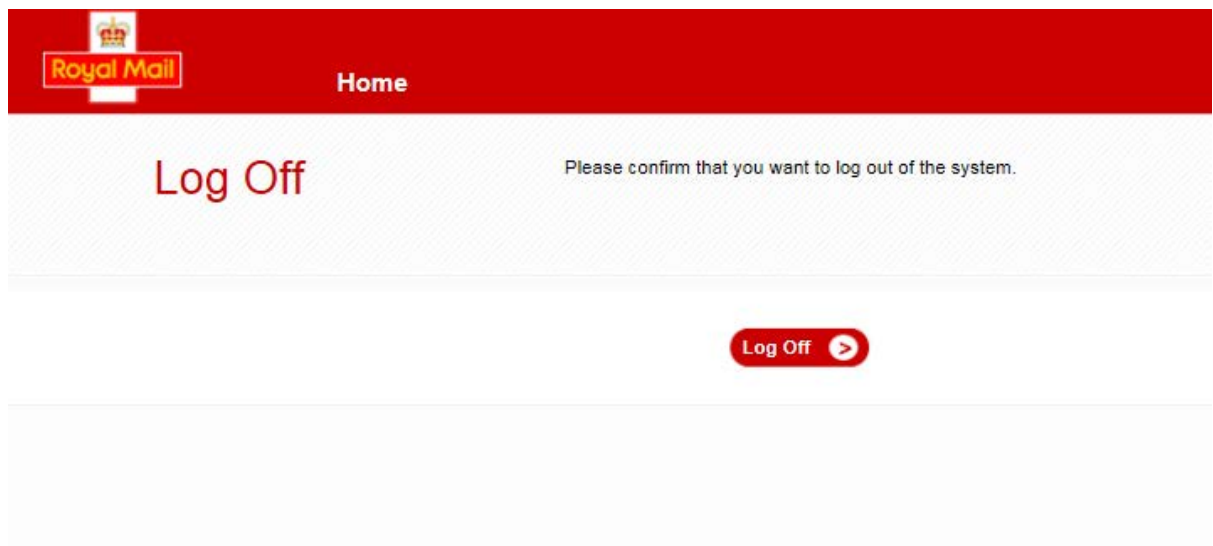 Royal Mail
Home
Log Off
Please confirm that you want to log out of the system.
Log Off